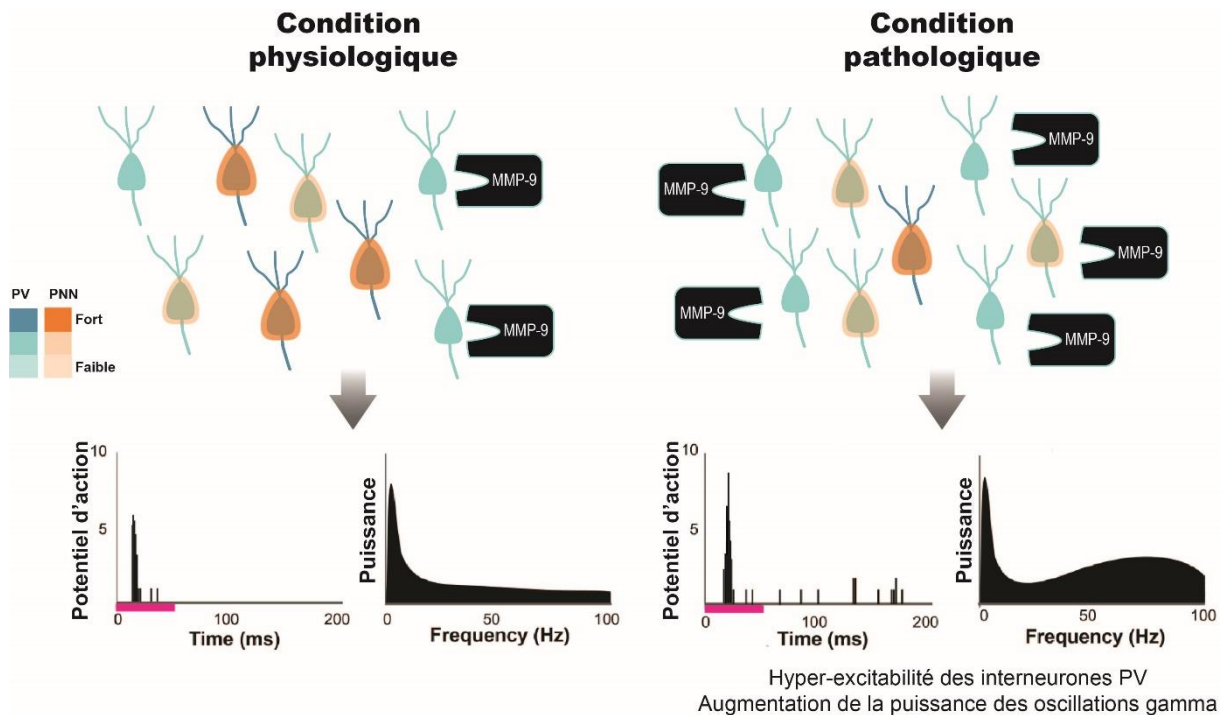 Condition
physiologique
Condition
pathologique
MMP-9
MMP-9
MMP-9
MMP-9
MMP-9
MMP-9
MMP-9
PV PNN
Fort
Faible
Potentiel d'action
10
5
0 100 200
Time (ms)
Puissance
0 50 100
Frequency (Hz)
Potentiel d'action
10
5
0 100 200
Time (ms)
Puissance
0 50 100
Frequency (Hz)
Hyper-excitabilité des interneurones PV
Augmentation de la puissance des oscillations gamma